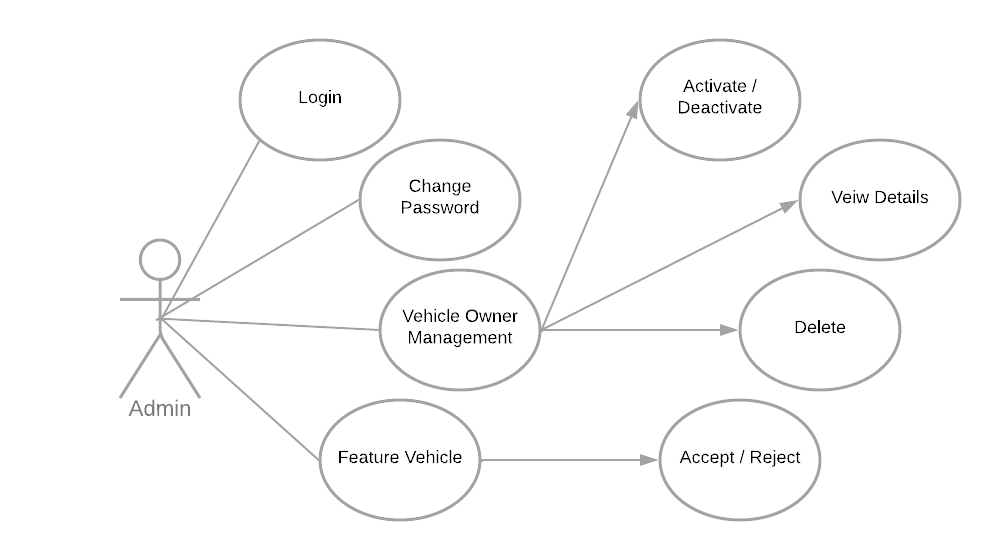 Login
Activate /
Deactivate
Change
Password
Veiw Details
Vehicle Owner
Management
Delete
Admin
Feature Vehicle
Accept / Reject